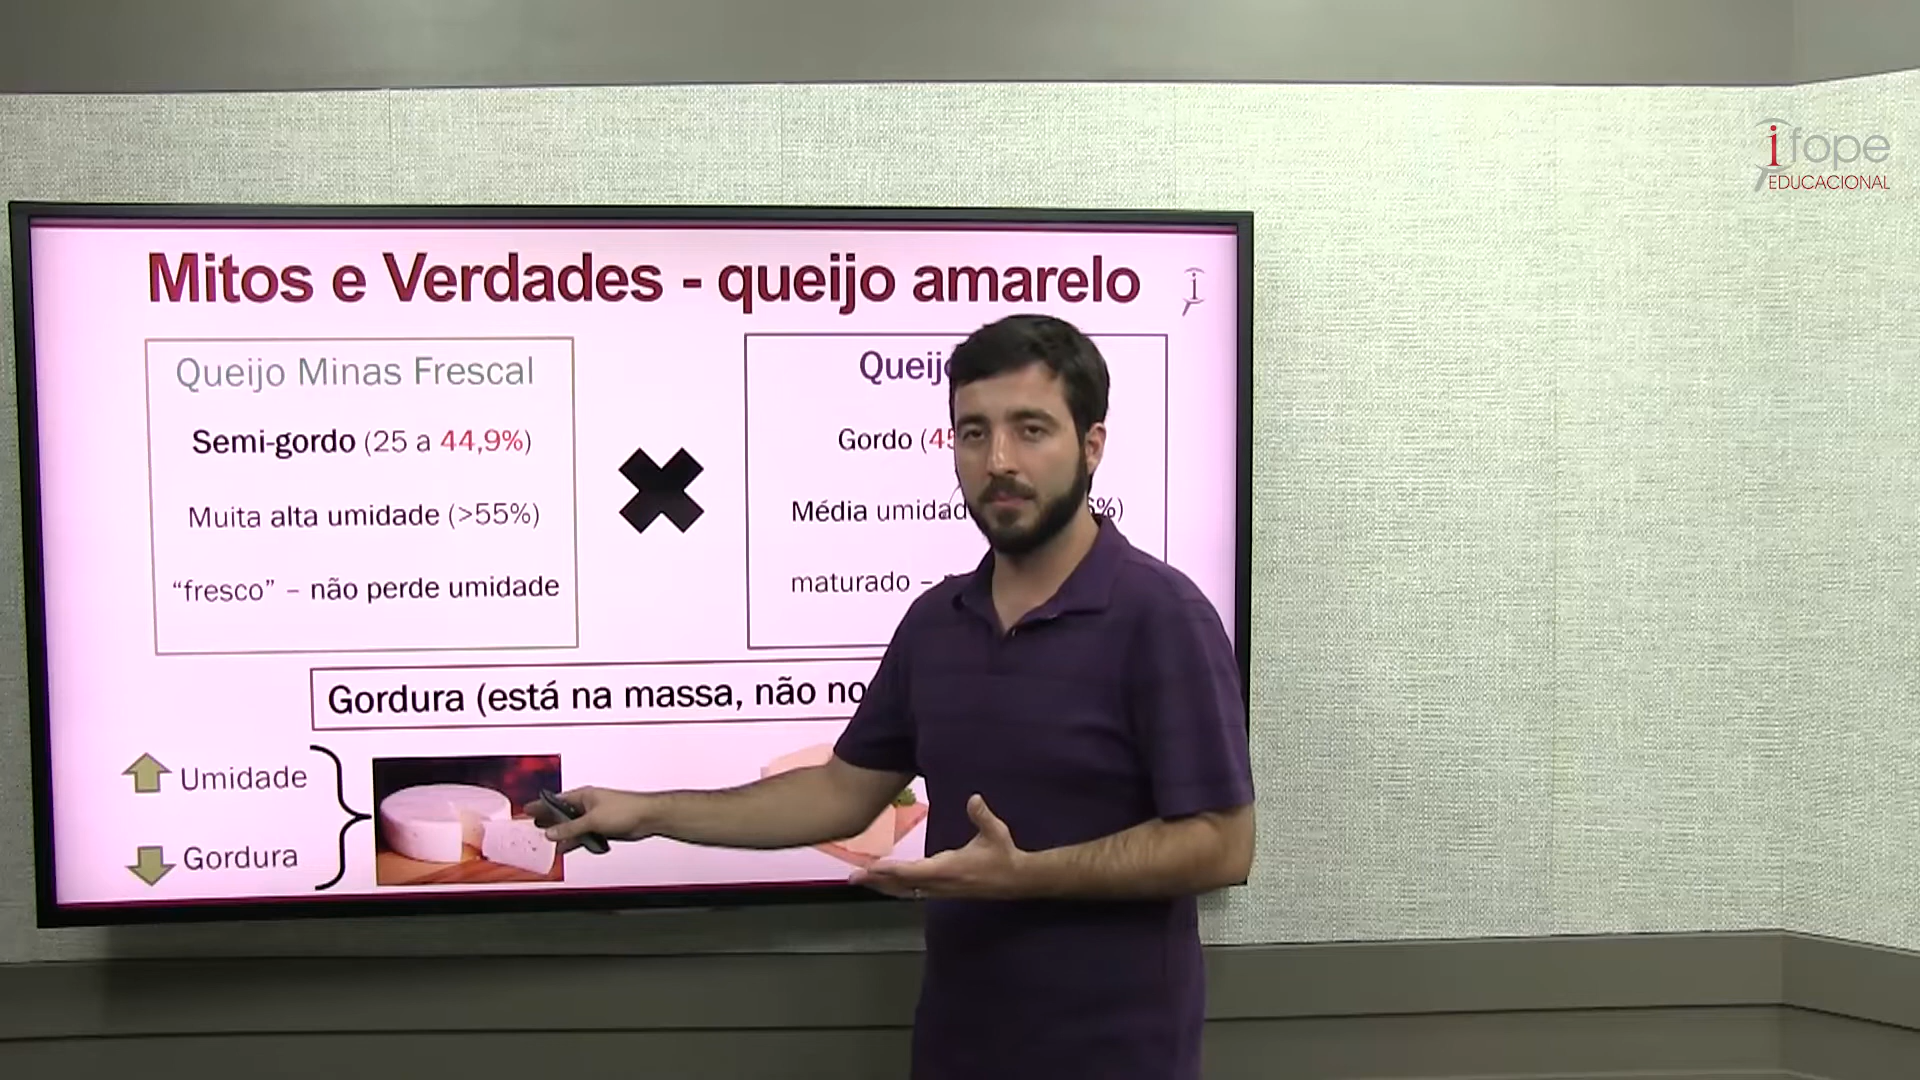 ifope
EDUCACIONAL
Mitos e Verdades - queijo amarelo
Queijo Minas Frescal
Semi-gordo (25 a 44,9%)
Muita alta umidade (>55%)
“fresco” – não perde umidade
Queijo
Gordo (45
Média umidad %)
maturado –
Gordura (está na massa, não no
Umidade
Gordura